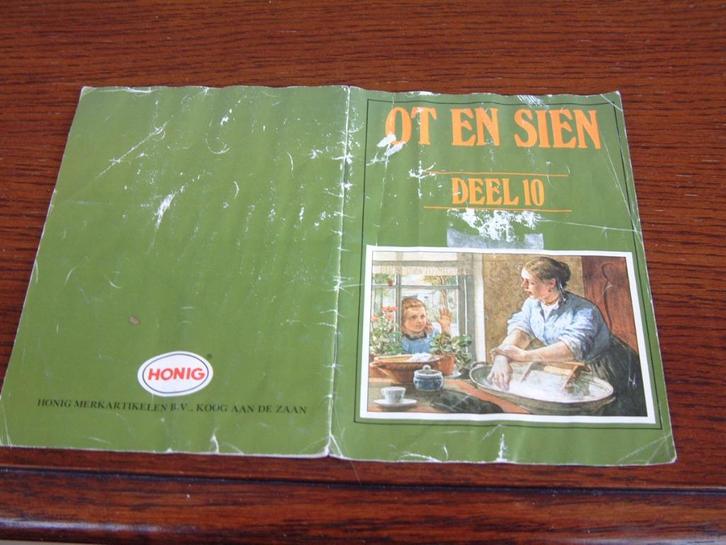 OT EN SIEN
DEEL 10
HONIG
HONIG MERKARTIKELEN B.V., KOOG AAN DE ZAAN